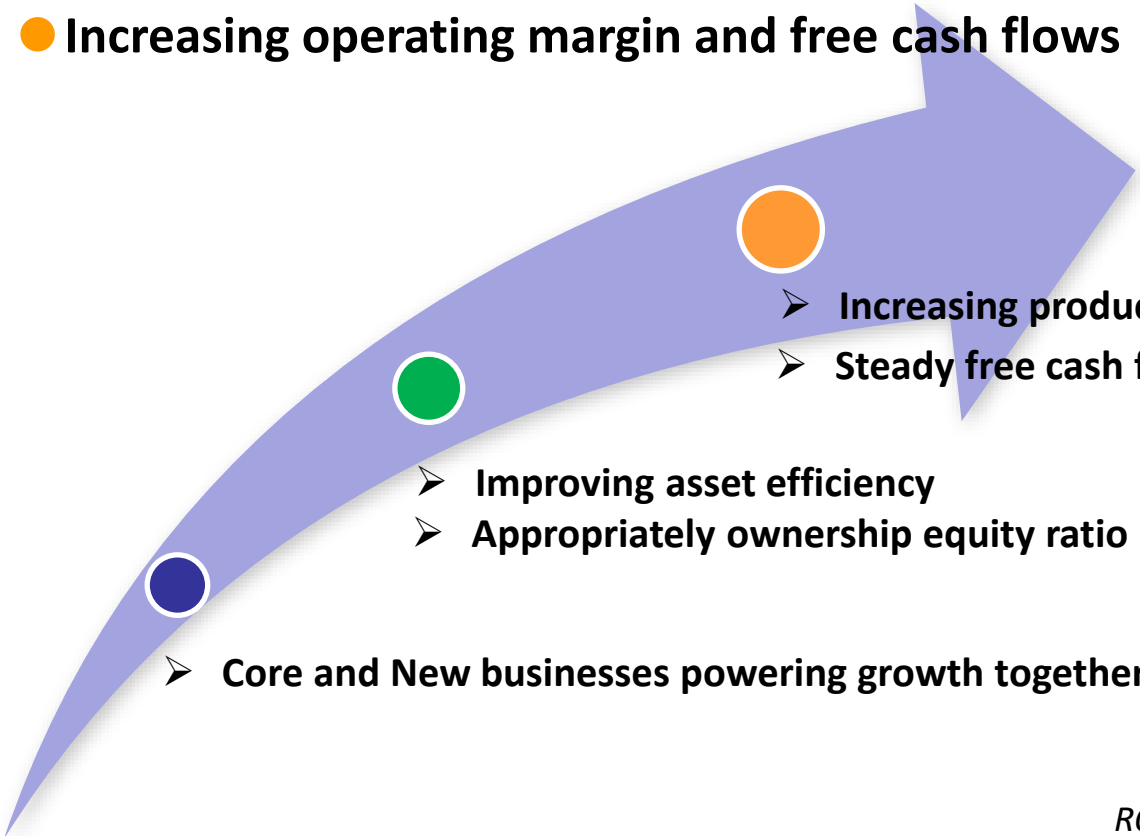 Increasing operating margin and free cash flows
➢ Increasing
➢ Steady free cash
➢ Improving asset efficiency
➢ Appropriately ownership equity ratio
➢ Core and New businesses powering growth together